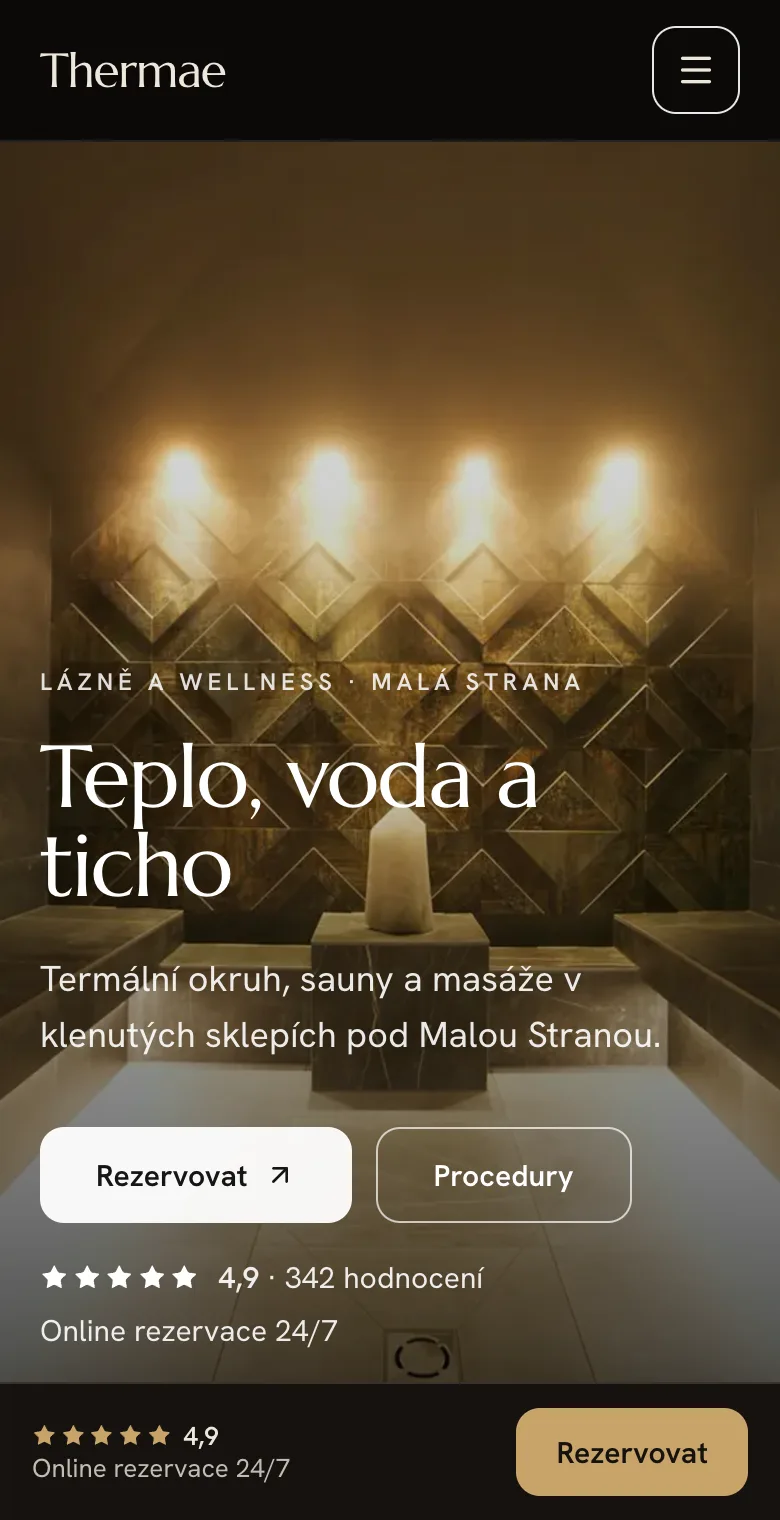 Thermae
LÁZNĚ A WELLNESS · MALÁ STRANA
Teplo, voda a
ticho
Termální okruh, sauny a masáže v
klenutých sklepích pod Malou Stranou.
Rezervovat
Procedury
4,9 · 342 hodnocení
Online rezervace 24/7
4,9
Online rezervace 24/7
Rezervovat